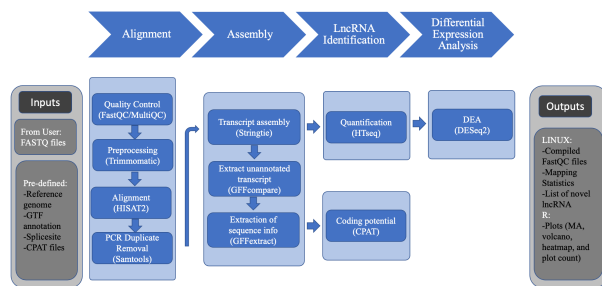 Alignment
Assembly
LncRNA
Identification
Differential
Expression
Analysis
Inputs
From User:
FASTQ files
Pre-defined:
-Reference
genome
-GTF
annotation
-Splicesite
-CPAT files
Quality Control
(FastQC/MultiQC)
Preprocessing
(Trimmomatic)
Alignment
(HISAT2)
PCR Duplicate
Removal
(Samtools)
Transcript assembly
(Stringtie)
Extract unannotated
transcript
(GFFcompare)
Extraction of
sequence info
(GFFextract)
Quantification
(HTseq)
Coding potential
(CPAT)
DEA
(DESeq2)
Outputs
LINUX:
-Compiled
FastQC files
-Mapping
Statistics
-List of novel
lncRNA
R:
-Plots (MA,
volcano,
heatmap, and
plot count)